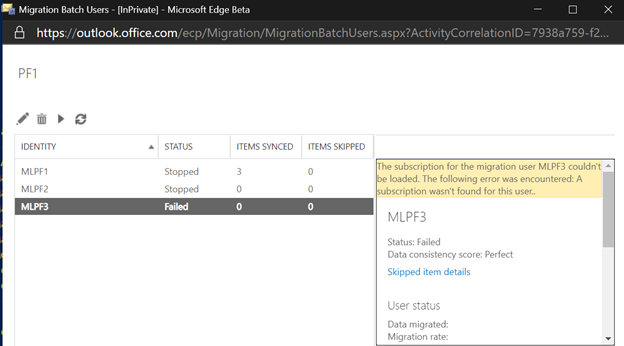 Migration Batch Users - [InPrivate] - Microsoft Edge Beta
https://outlook.office.com/ecp/Migration/MigrationBatchUsers.aspx?ActivityCorrelationID=7938a759-f2...
PF1
IDENTITY STATUS ITEMS SYNCED ITEMS SKIPPED
MLPF1 Stopped 3 0
MLPF2 Stopped 0 0
MLPF3 Failed 0 0
The subscription for the migration user MLPF3 couldn't
be loaded. The following error was encountered: A
subscription wasn't found for this user..
MLPF3
Status: Failed
Data consistency score: Perfect
Skipped item details
User status
Data migrated:
Migration rate: